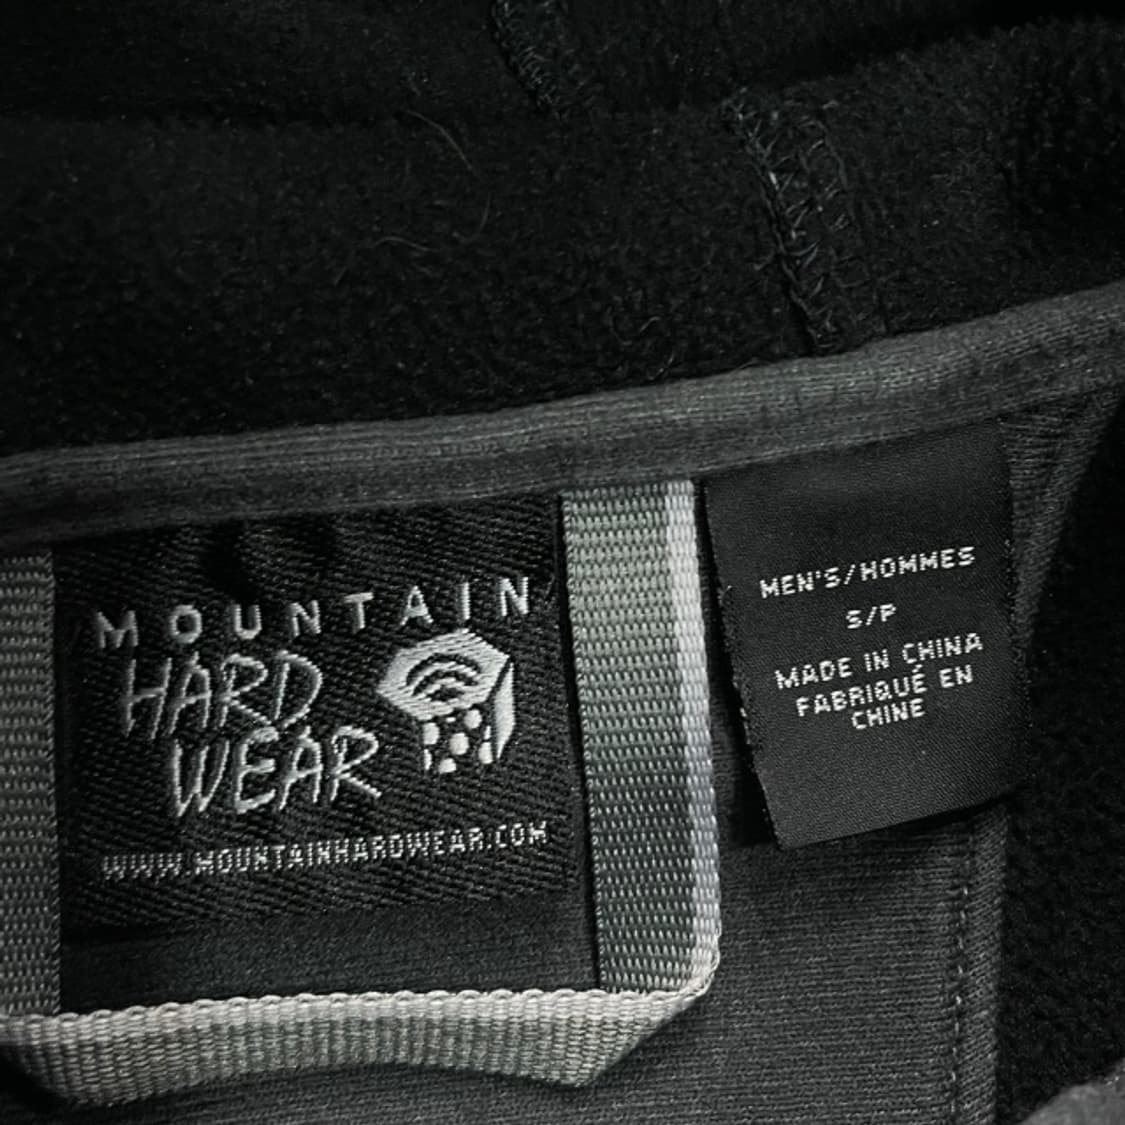 MOUNTAIN
HARD
WEAR
WWW.MOUNTAINHARDWEAR.COM
MEN'S/HOMMES
S/P
MADE IN CHINA
FABRIQUÉ EN
CHINE